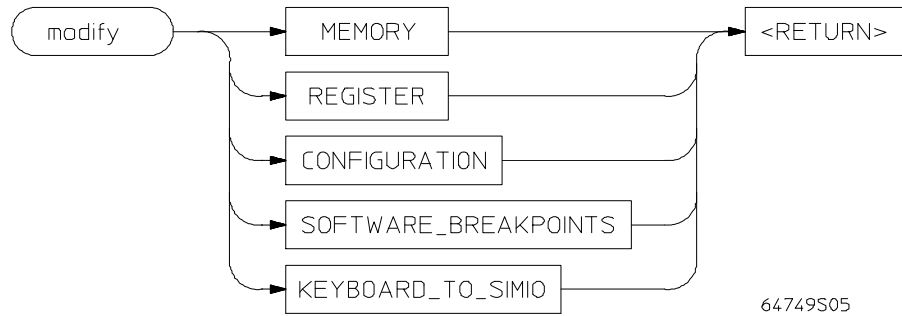 modify MEMORY <RETURN>
REGISTER
CONFIGURATION
SOFTWARE_BREAKPOINTS
KEYBOARD_TO_SIMIO
64749S05